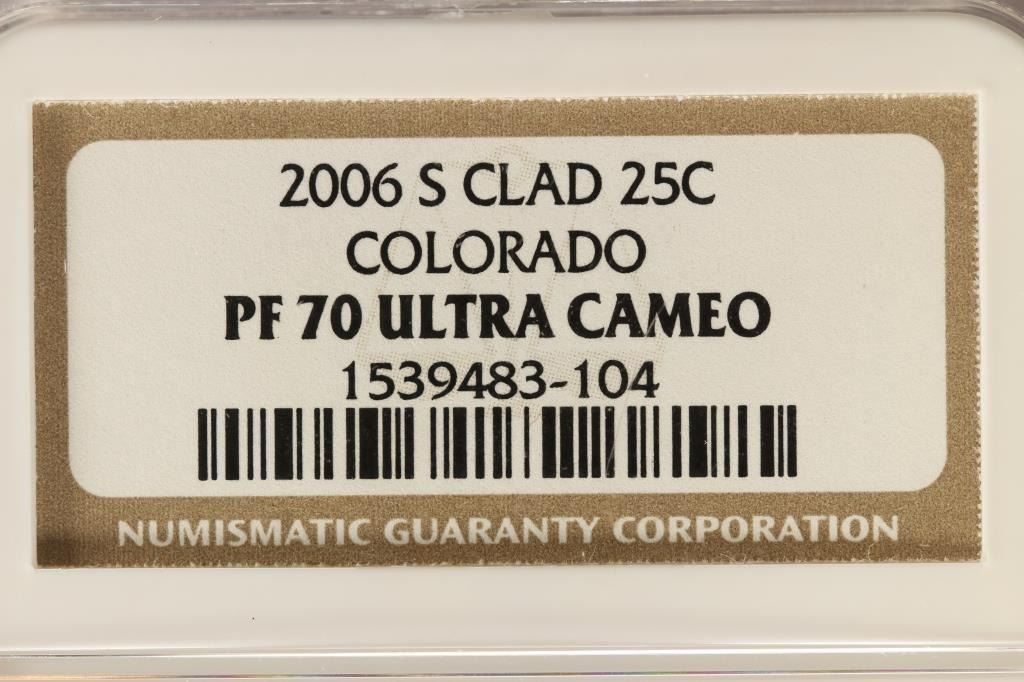 2006 S CLAD 25C
COLORADO
PF 70 ULTRA CAMEO
1539483-104
NUMISMATIC GUARANTY CORPORATION